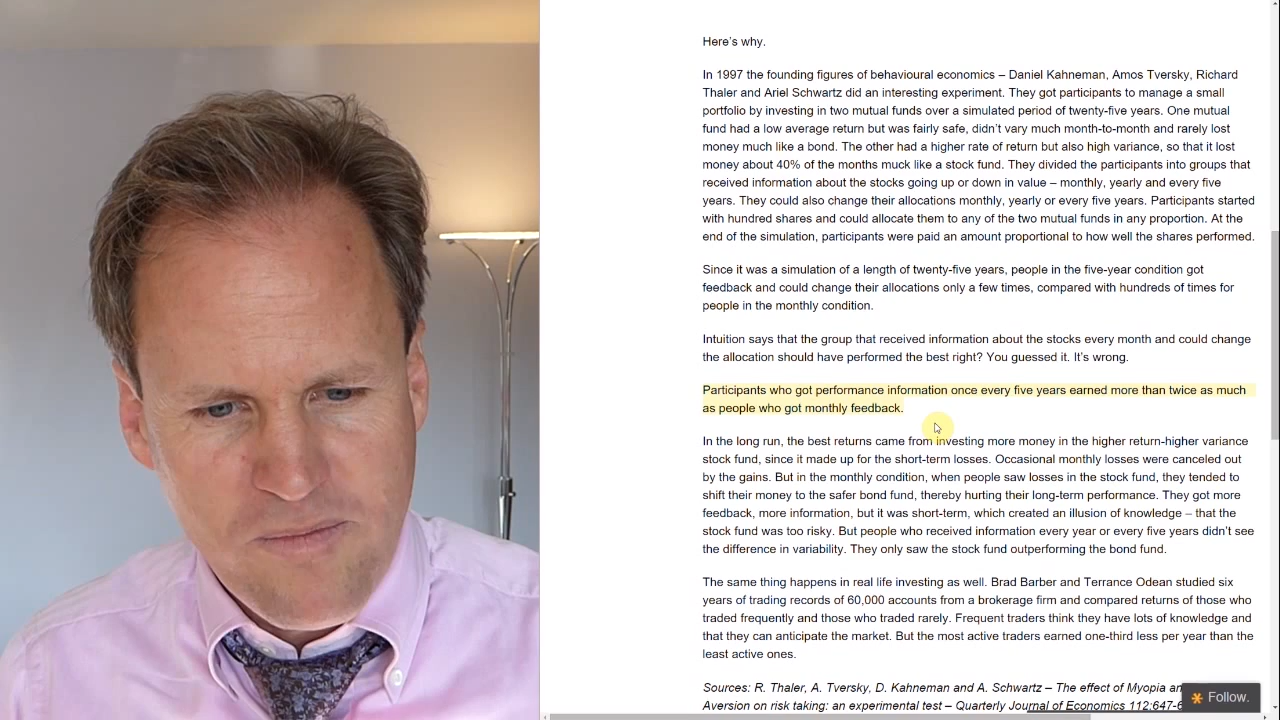 Here's why.
In 1997 the founding figures of behavioural economics – Daniel Kahneman, Amos Tversky, Richard
Thaler and Ariel Schwartz did an interesting experiment. They got participants to manage a small
portfolio by investing in two mutual funds over a simulated period of twenty-five years. One mutual
fund had a low average return but was fairly safe, didn't vary much month-to-month and rarely lost
money much like a bond. The other had a higher rate of return but also high variance, so that it lost
money about 40% of the months muck like a stock fund. They divided the participants into groups that
received information about the stocks going up or down in value – monthly, yearly and every five
years. They could also change their allocations monthly, yearly or every five years. Participants started
with hundred shares and could allocate them to any of the two mutual funds in any proportion. At the
end of the simulation, participants were paid an amount proportional to how well the shares performed.
Since it was a simulation of a length of twenty-five years, people in the five-year condition got
feedback and could change their allocations only a few times, compared with hundreds of times for
people in the monthly condition.
Intuition says that the group that received information about the stocks every month and could change
the allocation should have performed the best right? You guessed it. It's wrong.
Participants who got performance information once every five years earned more than twice as much
as people who got monthly feedback.
In the long run, the best returns came from investing more money in the higher return-higher variance
stock fund, since it made up for the short-term losses. Occasional monthly losses were canceled out
by the gains. But in the monthly condition, when people saw losses in the stock fund, they tended to
shift their money to the safer bond fund, thereby hurting their long-term performance. They got more
feedback, more information, but it was short-term, which created an illusion of knowledge – that the
stock fund was too risky. But people who received information every year or every five years didn't see
the difference in variability. They only saw the stock fund outperforming the bond fund.
The same thing happens in real life investing as well. Brad Barber and Terrance Odean studied six
years of trading records of 60,000 accounts from a brokerage firm and compared returns of those who
traded frequently and those who traded rarely. Frequent traders think they have lots of knowledge and
that they can anticipate the market. But the most active traders earned one-third less per year than the
least active ones.
Sources: R. Thaler, A. Tversky, D. Kahneman and A. Schwartz – The effect of Myopia
Aversion on risk taking: an experimental test – Quarterly Journal of Economics 112:647-
Follow.